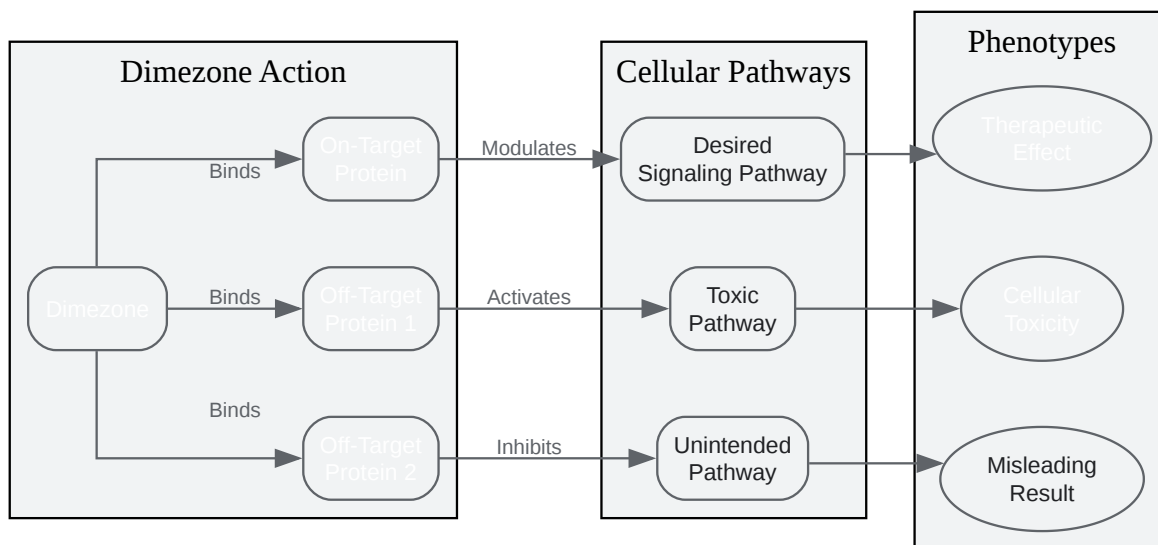 Dimezone Action
Cellular Pathways
Phenotypes
Dimezone
Binds
On-Target
Protein
Modulates
Desired
Signaling Pathway
Therapeutic
Effect
Binds
Off-Target
Protein 1
Activates
Toxic
Pathway
Cellular
Toxicity
Binds
Off-Target
Protein 2
Inhibits
Unintended
Pathway
Misleading
Result